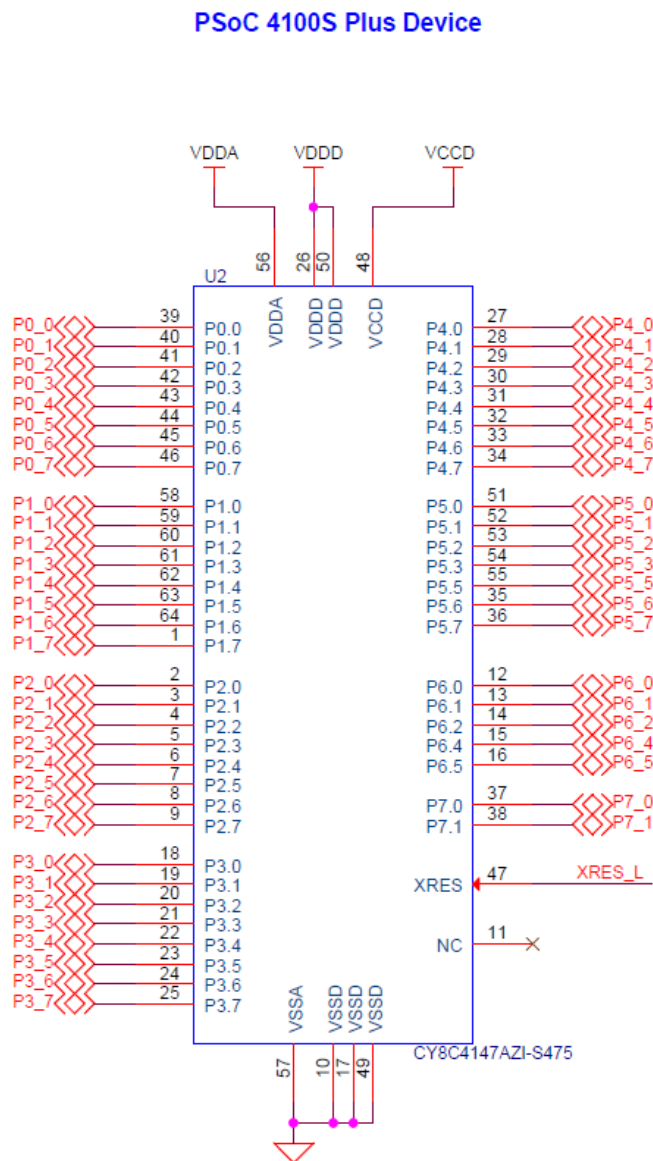 PSoC 4100S Plus Device
VDDA VDDD VCCD
56 26 50 48
U2
VDDA VDDD VDDD VCCD
P0_0 39 P0.0 P4.0 27 P4_0
P0_1 40 P0.1 P4.1 28 P4_1
P0_2 41 P0.2 P4.2 29 P4_2
P0_3 42 P0.3 P4.3 30 P4_3
P0_4 43 P0.4 P4.4 31 P4_4
P0_5 44 P0.5 P4.5 32 P4_5
P0_6 45 P0.6 P4.6 33 P4_6
P0_7 46 P0.7 P4.7 34 P4_7
P1_0 58 P1.0 P5.0 51 P5_0
P1_1 59 P1.1 P5.1 52 P5_1
P1_2 60 P1.2 P5.2 53 P5_2
P1_3 61 P1.3 P5.3 54 P5_3
P1_4 62 P1.4 P5.5 55 P5_5
P1_5 63 P1.5 P5.6 35 P5_6
P1_6 64 P1.6 P5.7 36 P5_7
P1_7 1 P1.7
P2_0 2 P2.0 P6.0 12 P6_0
P2_1 3 P2.1 P6.1 13 P6_1
P2_2 4 P2.2 P6.2 14 P6_2
P2_3 5 P2.3 P6.4 15 P6_4
P2_4 6 P2.4 P6.5 16 P6_5
P2_5 7 P2.5
P2_6 8 P2.6 P7.0 37 P7_0
P2_7 9 P2.7 P7.1 38 P7_1
P3_0 18 P3.0
P3_1 19 P3.1 XRES 47 XRES_L
P3_2 20 P3.2
P3_3 21 P3.3
P3_4 22 P3.4 NC 11
P3_5 23 P3.5
P3_6 24 P3.6
P3_7 25 P3.7
VSSA VSSD VSSD VSSD
CY8C4147AZI-S475
57 10 17 49